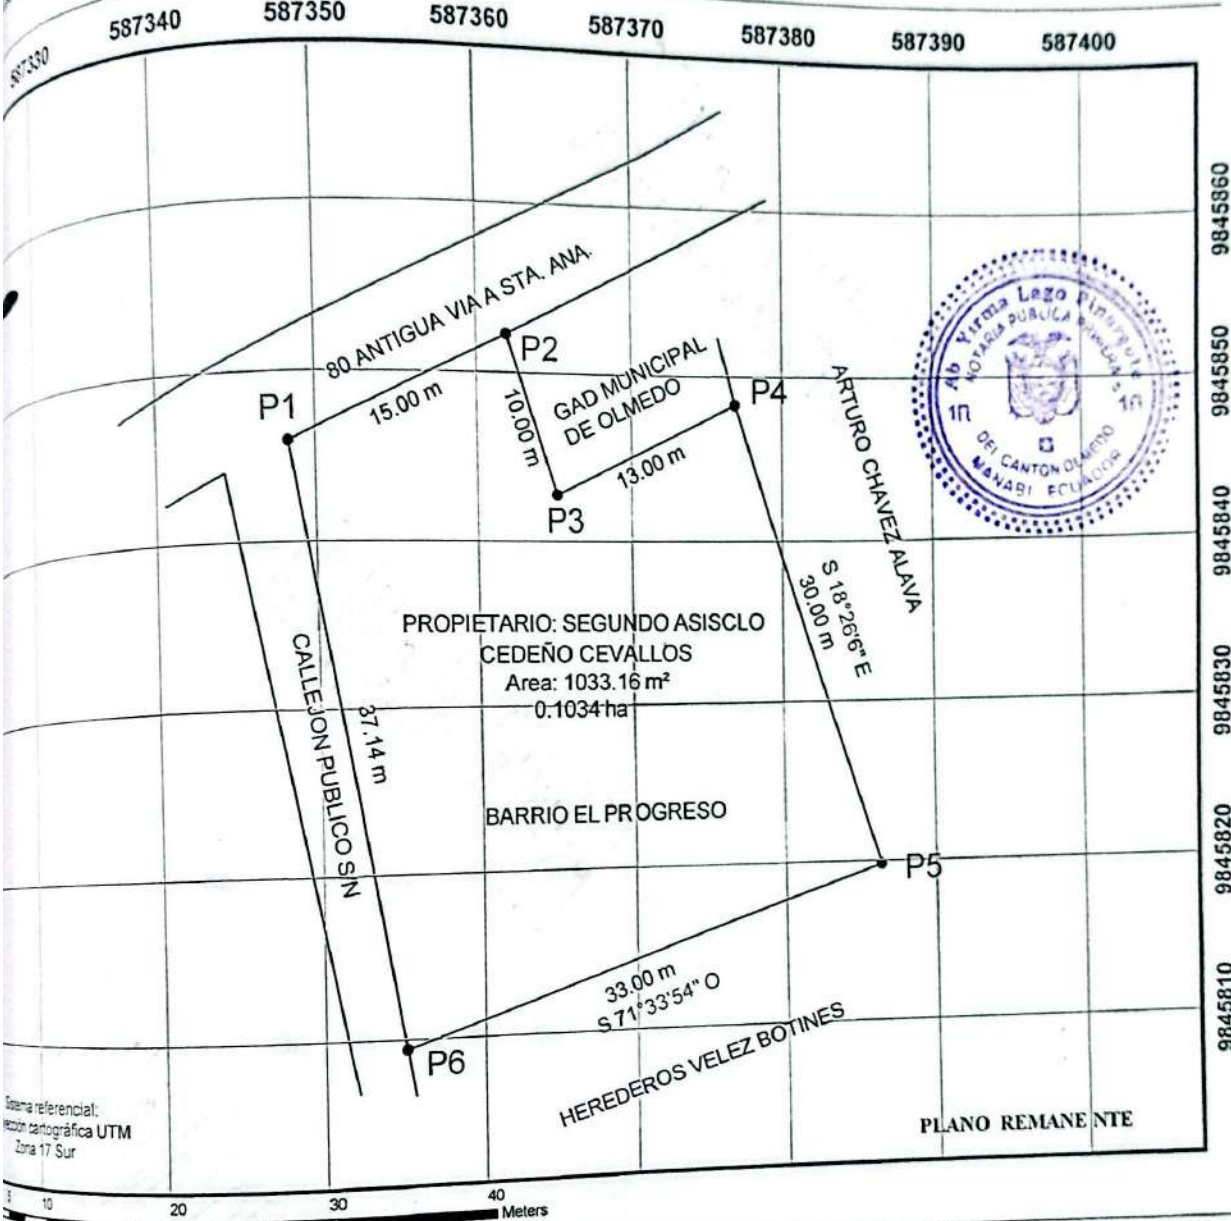 587330
587340
587350
587360
587370
587380
587390
587400
9845860
9845850
9845840
9845830
9845820
9845810
80 ANTIGUA VIA A STA. ANA.
P1
15.00 m
P2
10.00 m
GAD MUNICIPAL
DE OLMEDO
P4
13.00 m
P3
ARTURO CHAVEZ ALAVA
S 18°26'6" E
30.00 m
PROPIETARIO: SEGUNDO ASISCLO
CEDEÑO CEVALLOS
Area: 1033.16 m²
0.1034 ha
CALLEJON PUBLICO S/N
37.14 m
BARRIO EL PROGRESO
P5
33.00 m
S 71°33'54" O
P6
HEREDEROS VELEZ BOTINES
PLANO REMANENTE
referencial:
cartográfica UTM
Zona 17 Sur
5 10 20 30 40
Meters
Ab Yirma Lago
NOTARIA PUBLICA
DEL CANTON OLMEDO
MANABI ECUADOR